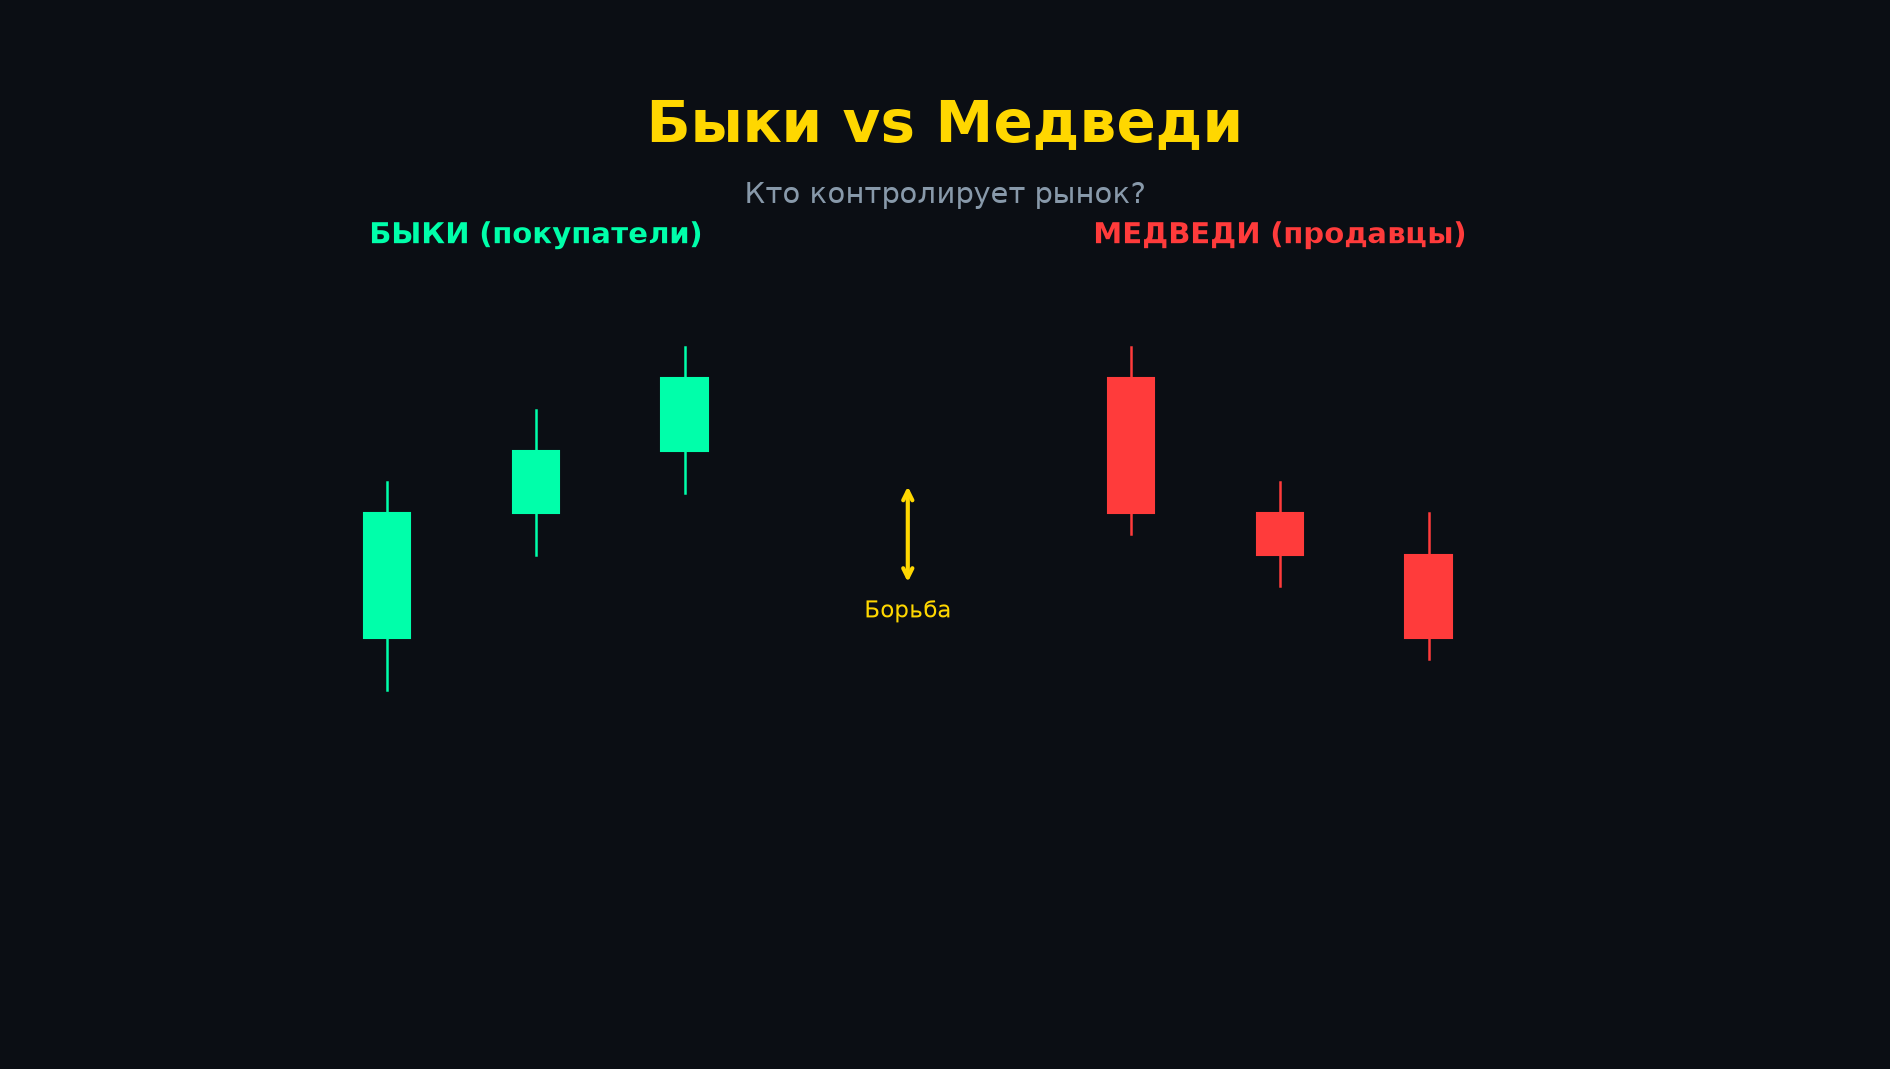 Быки vs Медведи
Кто контролирует рынок?
БЫКИ (покупатели)
МЕДВЕДИ (продавцы)
Борьба